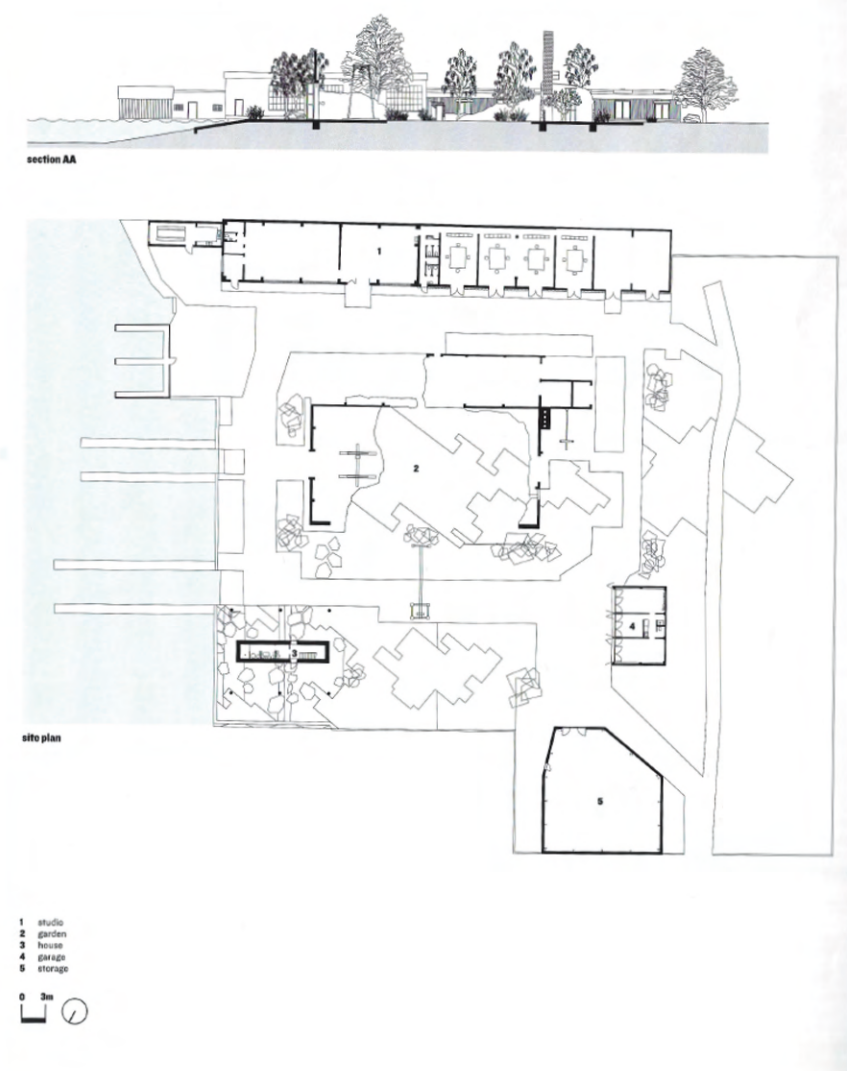 section AA
1
2
3
4
5
site plan
1 studio
2 garden
3 house
4 garage
5 storage
0 3m